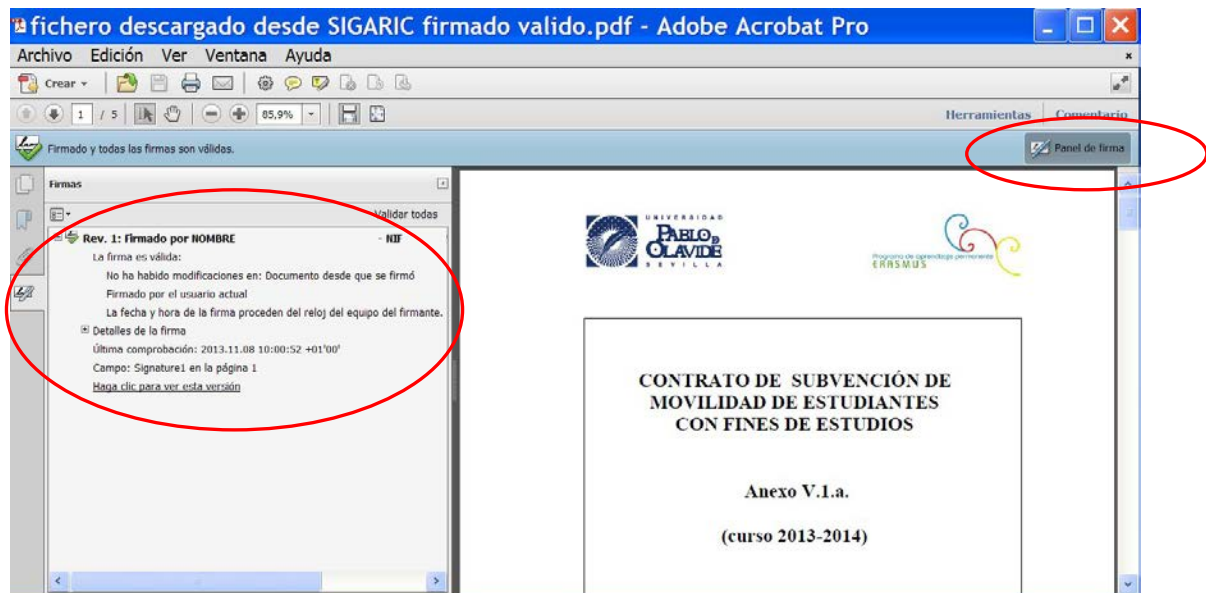 fichero descargado desde SIGARIC firmado valido.pdf - Adobe Acrobat Pro
Archivo Edición Ver Ventana Ayuda
Crear
1 / 5 85,9% Herramientas Comentario
Firmado y todas las firmas son válidas. Panel de firma
Firmas
Validar todas
Rev. 1: Firmado por NOMBRE - NIF
La firma es válida:
No ha habido modificaciones en: Documento desde que se firmó
Firmado por el usuario actual
La fecha y hora de la firma proceden del reloj del equipo del firmante.
Detalles de la firma
Última comprobación: 2013.11.08 10:00:52 +01'00'
Campo: Signature1 en la página 1
Haga clic para ver esta versión
UNIVERSIDAD
PABLO DE
OLAVIDE
SEVILLA
Programa de aprendizaje permanente
ERASMUS
CONTRATO DE SUBVENCIÓN DE
MOVILIDAD DE ESTUDIANTES
CON FINES DE ESTUDIOS
Anexo V.1.a.
(curso 2013-2014)